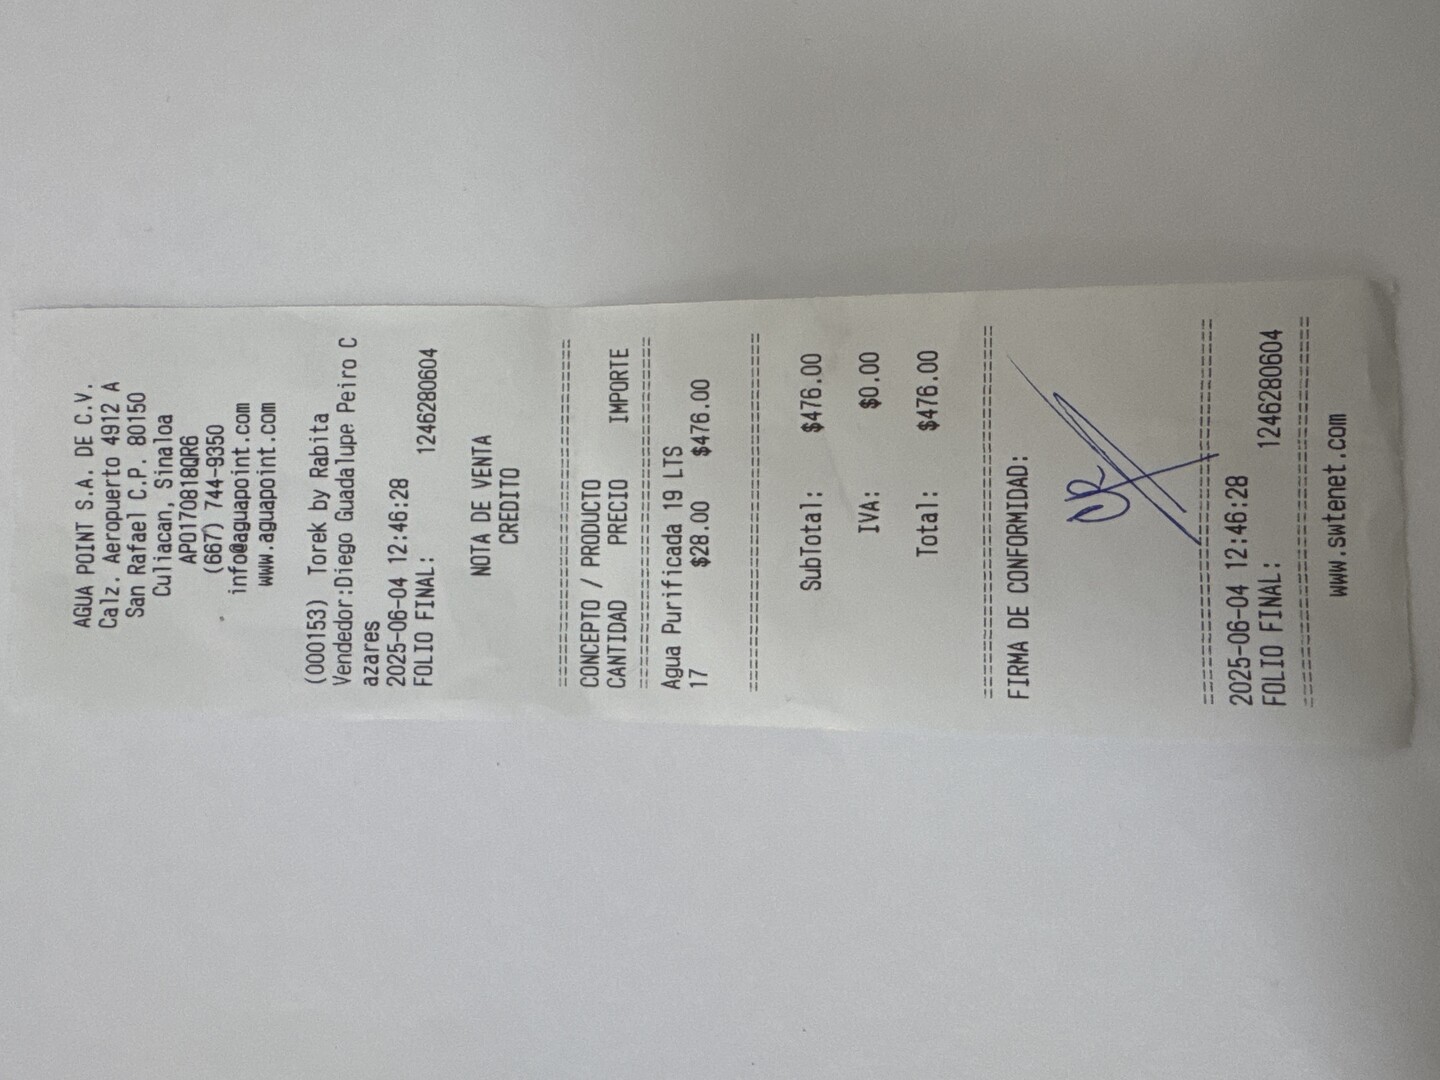 AGUA POINT S.A. DE C.V.
Calz. Aeropuerto 4912 A
San Rafael C.P. 80150
Culiacan, Sinaloa
APO170818QR6
(667) 744-9350
info@aguapoint.com
www.aguapoint.com
(000153) Torek by Rabita
Vendedor:Diego Guadalupe Peiro C
azares
2025-06-04 12:46:28
FOLIO FINAL: 1246280604
NOTA DE VENTA
CREDITO
================================
CONCEPTO / PRODUCTO
CANTIDAD PRECIO IMPORTE
================================
Agua Purificada 19 LTS
17 $28.00 $476.00
================================
SubTotal: $476.00
IVA: $0.00
Total: $476.00
================================
FIRMA DE CONFORMIDAD:
================================
2025-06-04 12:46:28
FOLIO FINAL: 1246280604
================================
www.swtenet.com